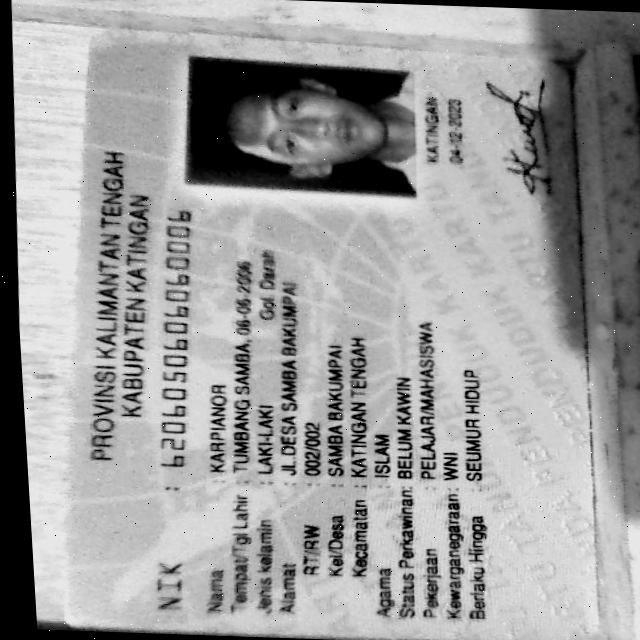 PROVINSI KALIMANTAN TENGAH
KABUPATEN KATINGAN
NIK : 6206050606060006
Nama : KARPIANOR
Tempat/Tgl Lahir : TUMBANG SAMBA, 06-06-2006
Jenis kelamin : LAKI-LAKI Gol. Darah
Alamat : JL.DESA SAMBA BAKUMPAI
RT/RW : 002/002
Kel/Desa : SAMBA BAKUMPAI
Kecamatan : KATINGAN TENGAH
Agama : ISLAM
Status Perkawinan: BELUM KAWIN
Pekerjaan : PELAJAR/MAHASISWA
Kewarganegaraan: WNI
Berlaku Hingga : SEUMUR HIDUP
KATINGAN
04-12-2023